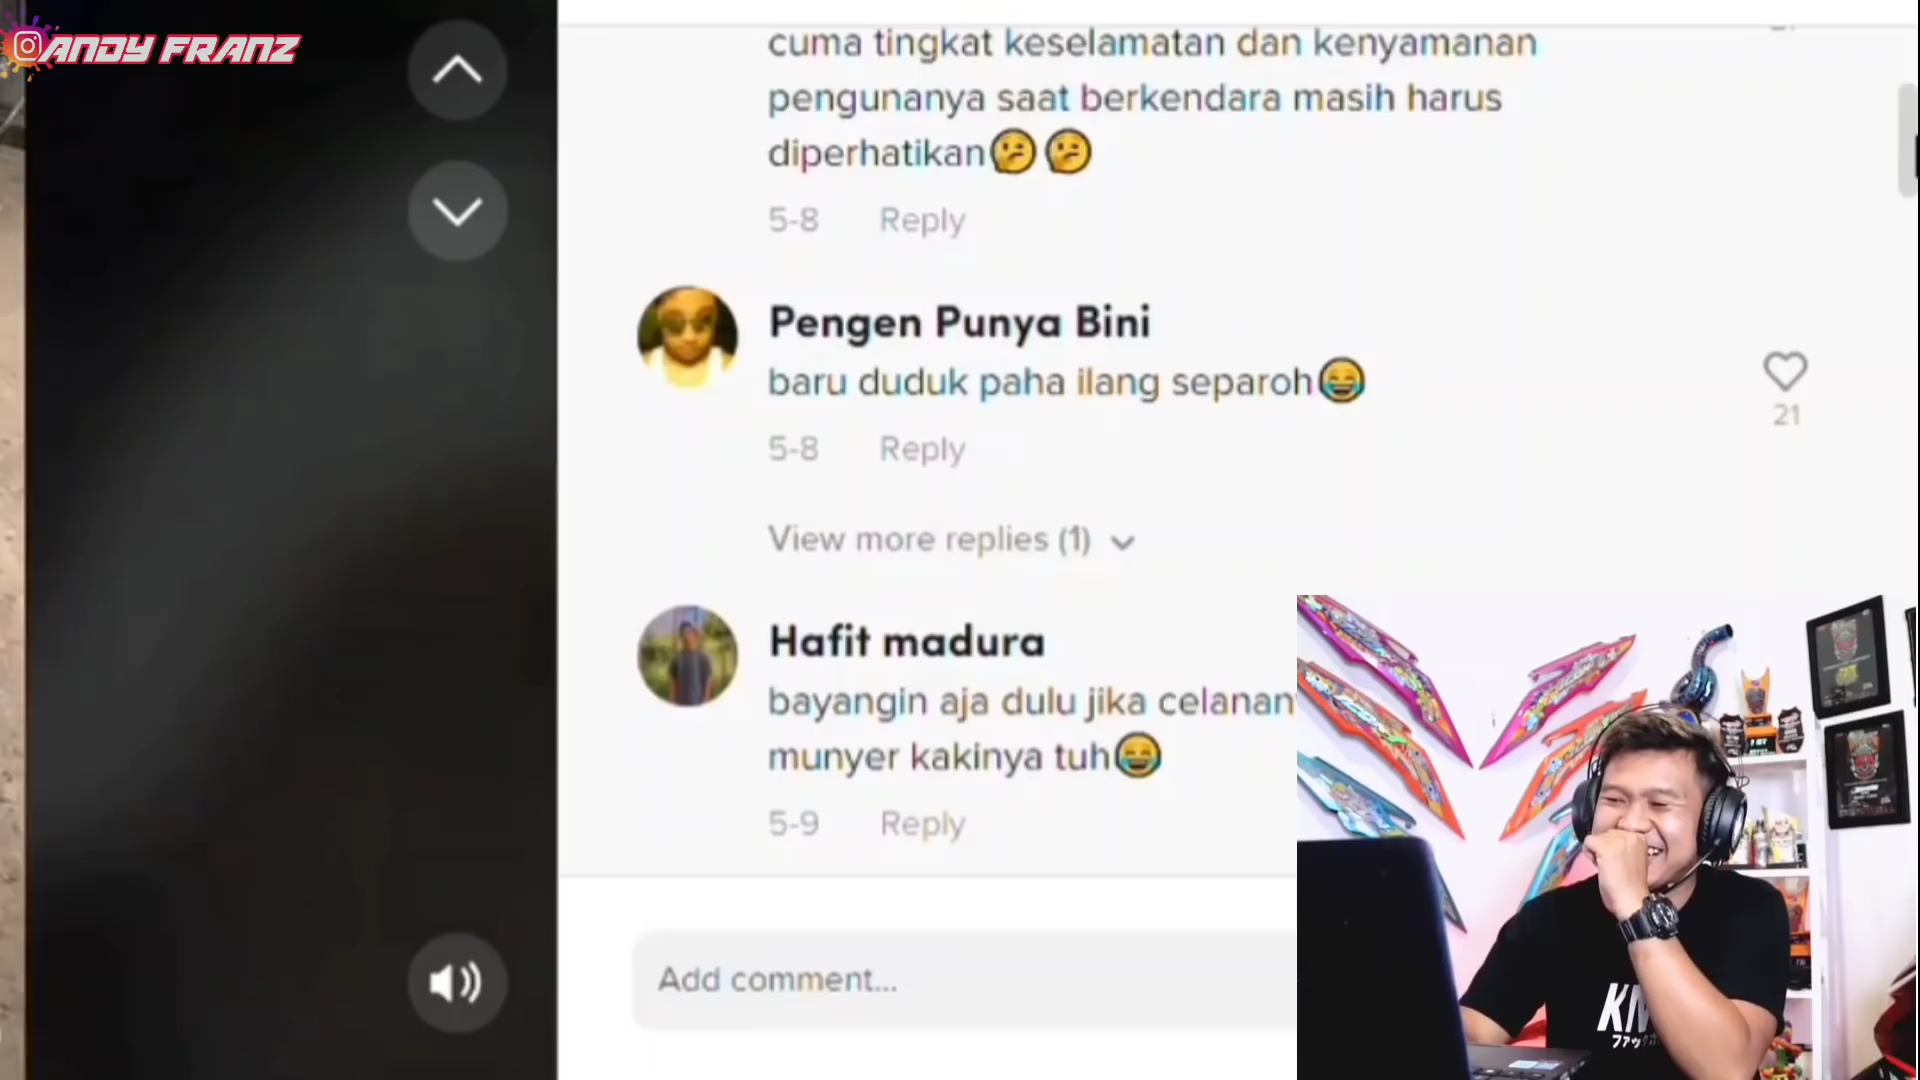 ANDY FRANZ
cuma tingkat keselamatan dan kenyamanan
pengunanya saat berkendara masih harus
diperhatikan🤔🤔
5-8 Reply
Pengen Punya Bini
baru duduk paha ilang separoh😂
21
5-8 Reply
View more replies (1)
Hafit madura
bayangin aja dulu jika celanan
munyer kakinya tuh😂
5-9 Reply
Add comment...